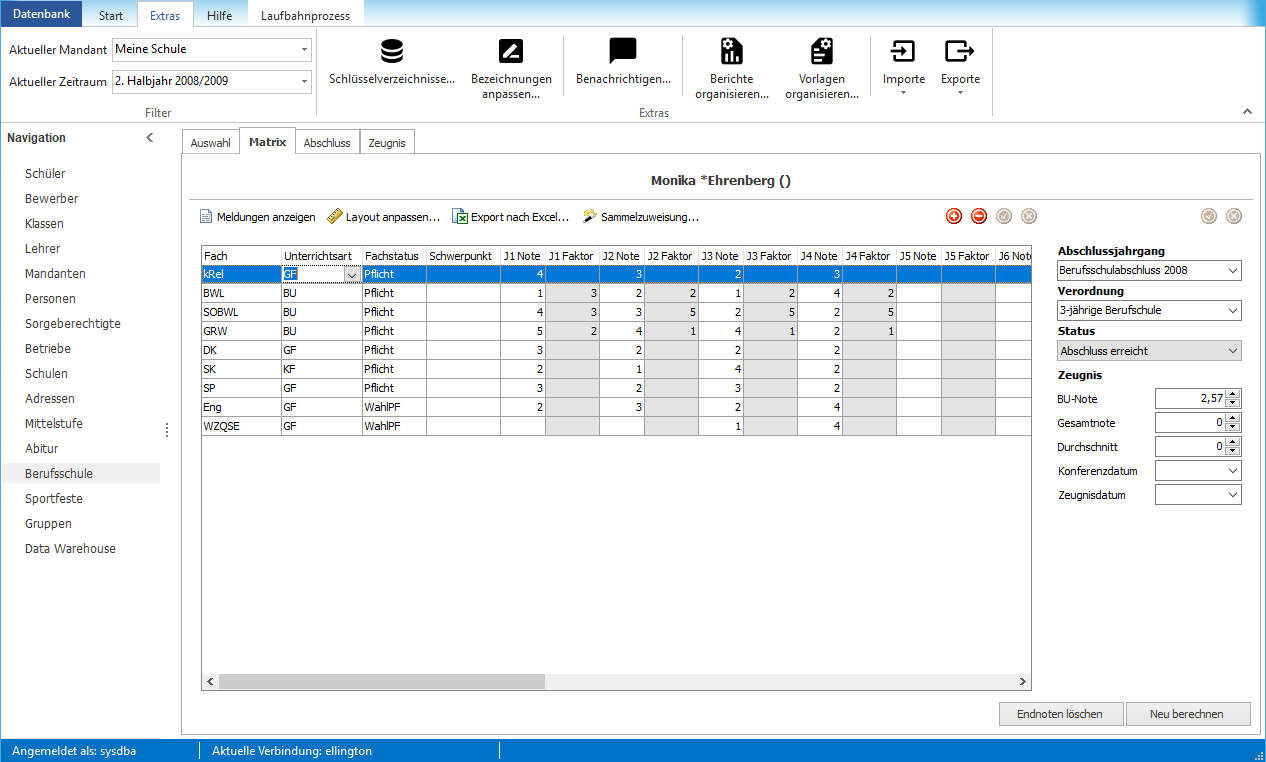 Datenbank Start Extras Hilfe Laufbahnprozess
Aktueller Mandant Meine Schule
Aktueller Zeitraum 2. Halbjahr 2008/2009
Filter
Schlüsselverzeichnisse...
Bezeichnungen
anpassen...
Benachrichtigen...
Berichte
organisieren...
Vorlagen
organisieren...
Importe
Exporte
Extras
Navigation
Schüler
Bewerber
Klassen
Lehrer
Mandanten
Personen
Sorgeberechtigte
Betriebe
Schulen
Adressen
Mittelstufe
Abitur
Berufsschule
Sportfeste
Gruppen
Data Warehouse
Auswahl Matrix Abschluss Zeugnis
Monika *Ehrenberg ()
Meldungen anzeigen Layout anpassen... Export nach Excel... Sammelzuweisung...
Fach Unterrichtsart Fachstatus Schwerpunkt J1 Note J1 Faktor J2 Note J2 Faktor J3 Note J3 Faktor J4 Note J4 Faktor J5 Note J5 Faktor J6 Note
kRel GF Pflicht 4 3 2 3
BWL BU Pflicht 1 3 2 2 1 2 4 2
SOBWL BU Pflicht 4 3 3 5 2 5 2 5
GRW BU Pflicht 5 2 4 1 4 1 2 1
DK GF Pflicht 3 2 2 2
SK KF Pflicht 2 1 4 2
SP GF Pflicht 3 2 3 2
Eng GF WahlPF 2 3 2 4
WZQSE GF WahlPF 1 4
Abschlussjahrgang
Berufsschulabschluss 2008
Verordnung
3-jährige Berufschule
Status
Abschluss erreicht
Zeugnis
BU-Note 2,57
Gesamtnote 0
Durchschnitt 0
Konferenzdatum
Zeugnisdatum
Endnoten löschen Neu berechnen
Angemeldet als: sysdba Aktuelle Verbindung: ellington